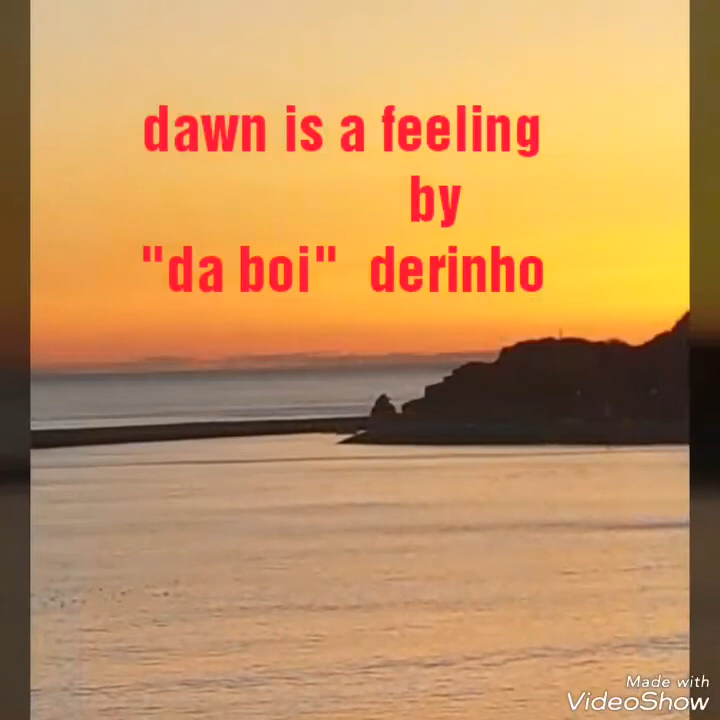 dawn is a feeling
by
"da boi" derinho
Made with
VideoShow